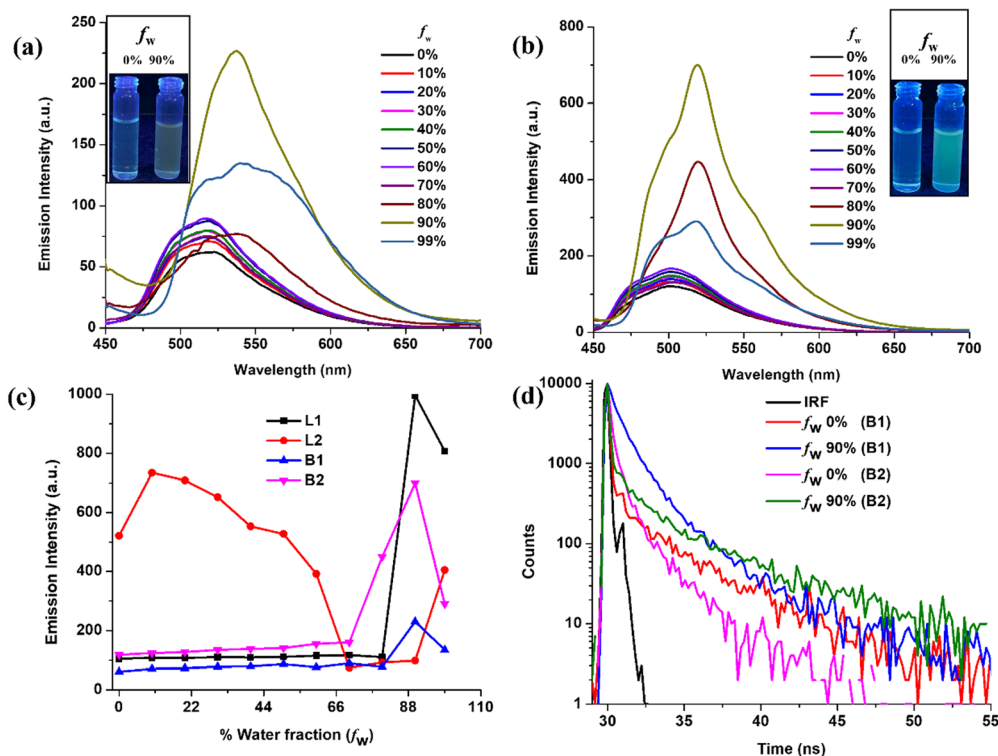 (a)
f_w
0% 90%
f_w
0%
10%
20%
30%
40%
50%
60%
70%
80%
90%
99%
250
200
150
100
50
0
Emission Intensity (a.u.)
450 500 550 600 650 700
Wavelength (nm)
(b)
f_w
0% 90%
f_w
0%
10%
20%
30%
40%
50%
60%
70%
80%
90%
99%
800
600
400
200
0
Emission Intensity (a.u.)
450 500 550 600 650 700
Wavelength (nm)
(c)
L1
L2
B1
B2
1000
800
600
400
200
0
Emission Intensity (a.u.)
0 22 44 66 88 110
% Water fraction (f_w)
(d)
IRF
f_w 0% (B1)
f_w 90% (B1)
f_w 0% (B2)
f_w 90% (B2)
10000
1000
100
10
1
Counts
30 35 40 45 50 55
Time (ns)